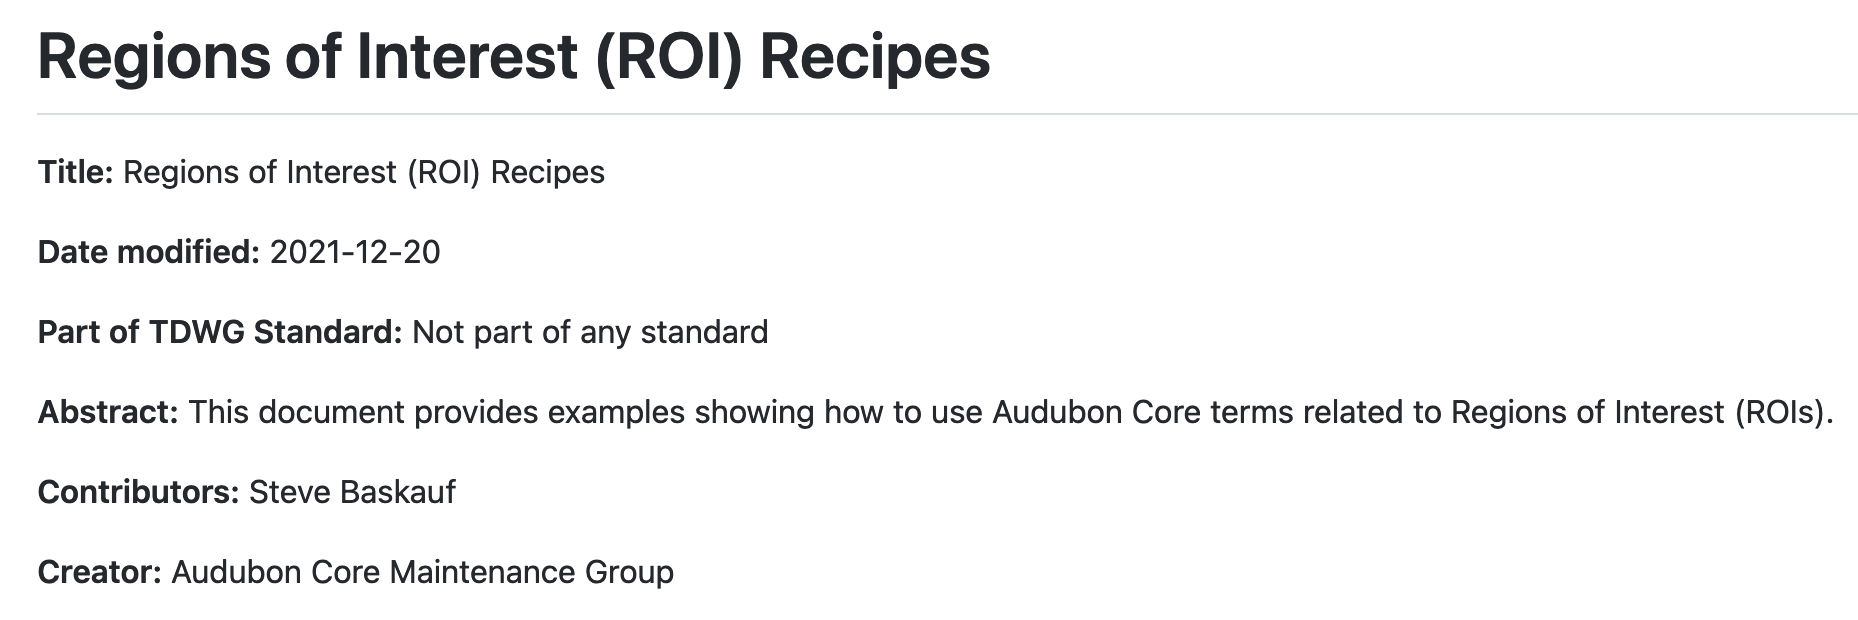 Regions of Interest (ROI) Recipes
Title: Regions of Interest (ROI) Recipes
Date modified: 2021-12-20
Part of TDWG Standard: Not part of any standard
Abstract: This document provides examples showing how to use Audubon Core terms related to Regions of Interest (ROIs).
Contributors: Steve Baskauf
Creator: Audubon Core Maintenance Group